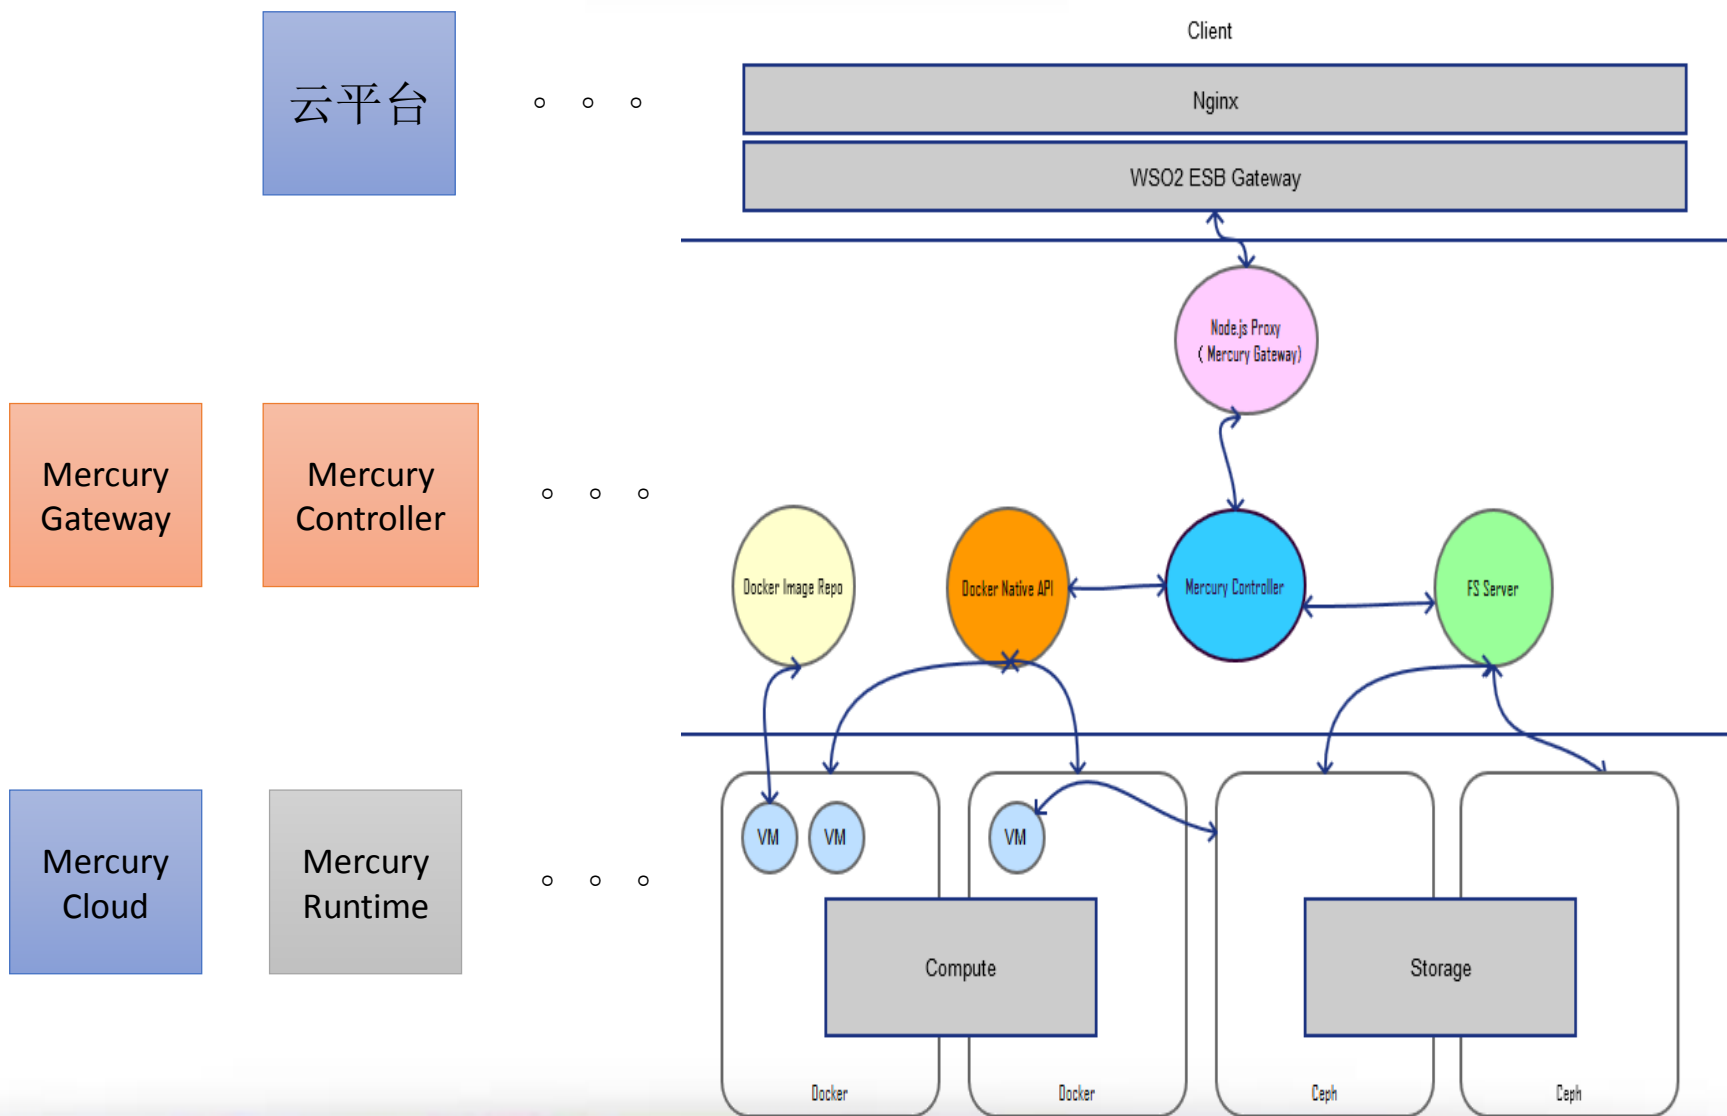 Client
云平台
。 。 。
Nginx
WSO2 ESB Gateway
Node.js Proxy
( Mercury Gateway)
Mercury
Gateway
Mercury
Controller
。 。 。
Docker Image Repo
Docker Native API
Mercury Controller
FS Server
Mercury
Cloud
Mercury
Runtime
。 。 。
VM
VM
VM
Compute
Storage
Docker
Docker
Ceph
Ceph